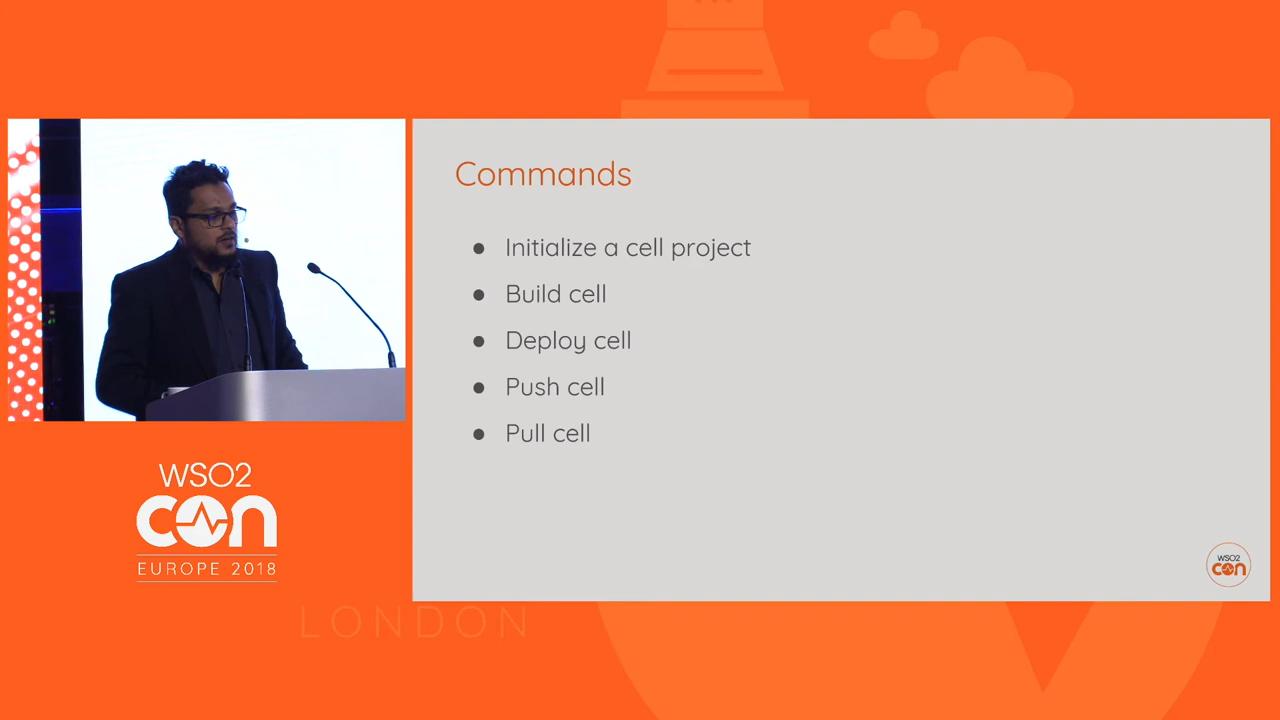 Commands
● Initialize a cell project
● Build cell
● Deploy cell
● Push cell
● Pull cell
WSO2
con
EUROPE 2018
LONDON
WSO2
con